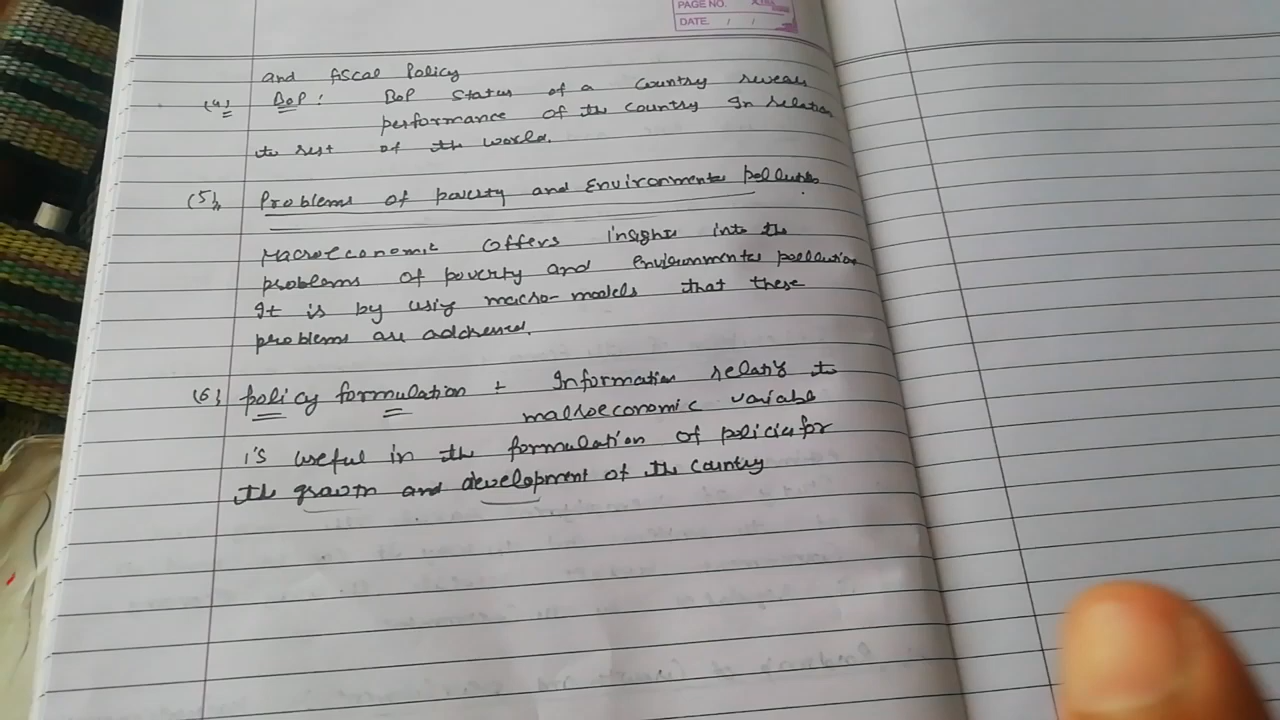 PAGE NO.
DATE. / /
and fiscal Policy
(4) BoP : BoP Status of a Country reveals
performance of the country In relation
to rest of the world.
(5) Problems of poverty and Environmental pollution
Macroeconomic offers insights into the
problems of poverty and environmental pollution
It is by using macro-models that these
problems are addressed.
(6) policy formulation : Information relating to
macroeconomic variable
is useful in the formulation of policies for
the growth and development of the country